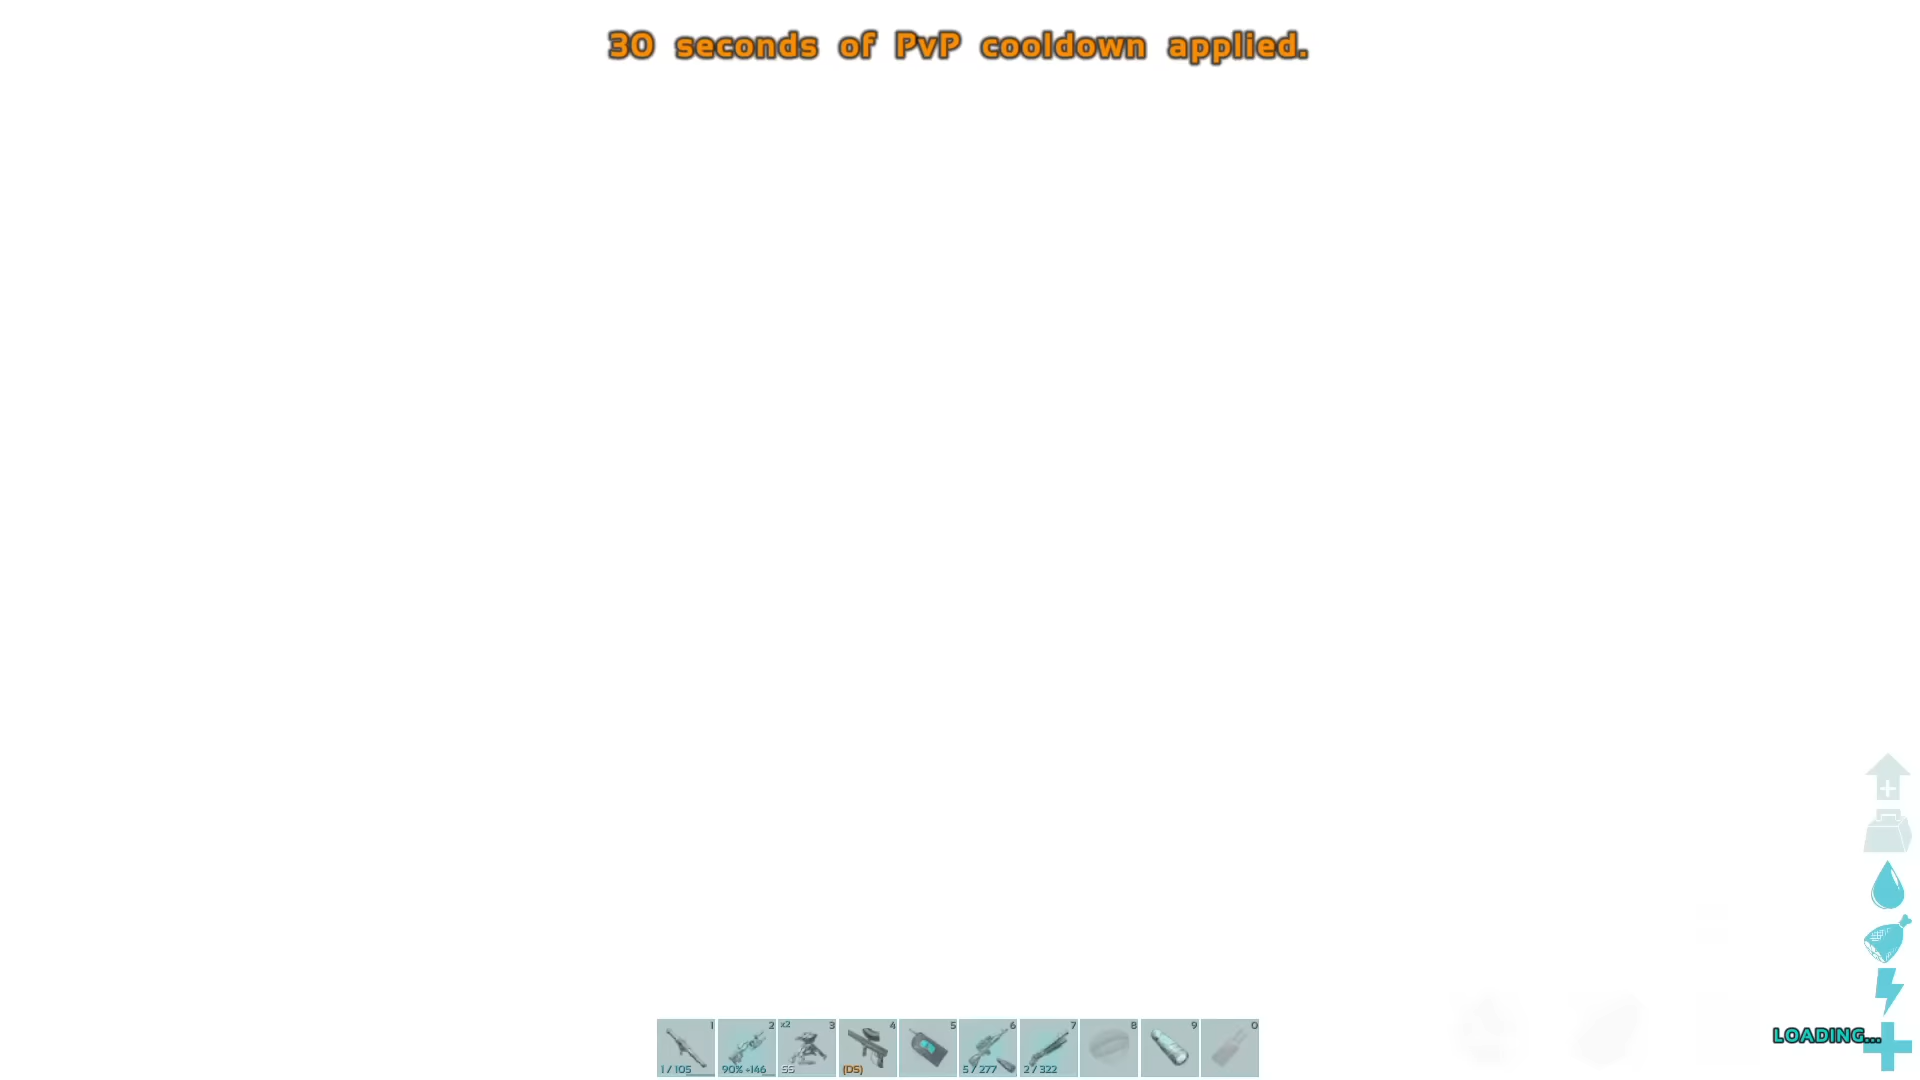 30 seconds of PvP cooldown applied.
1 2 x2 3 4 5 6 7 8 9 0
1 / 105 90% +146 SS (DS) 5 / 277 2 / 322
LOADING...